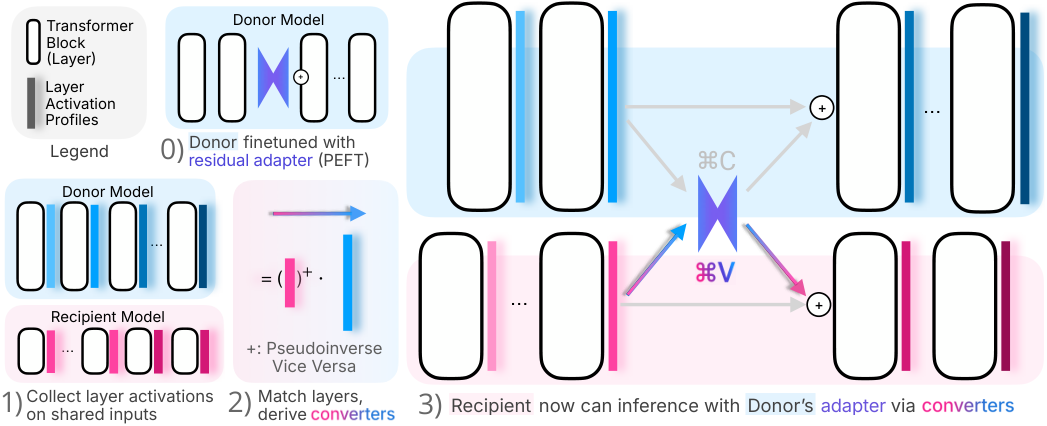 Transformer
Block
(Layer)
Layer
Activation
Profiles
Legend
Donor Model
+
...
0) Donor finetuned with
residual adapter (PEFT)
Donor Model
...
Recipient Model
...
1) Collect layer activations
on shared inputs
= ( )+ ·
+: Pseudoinverse
Vice Versa
2) Match layers,
derive converters
+
...
⌘C
⌘V
...
+
3) Recipient now can inference with Donor's adapter via converters